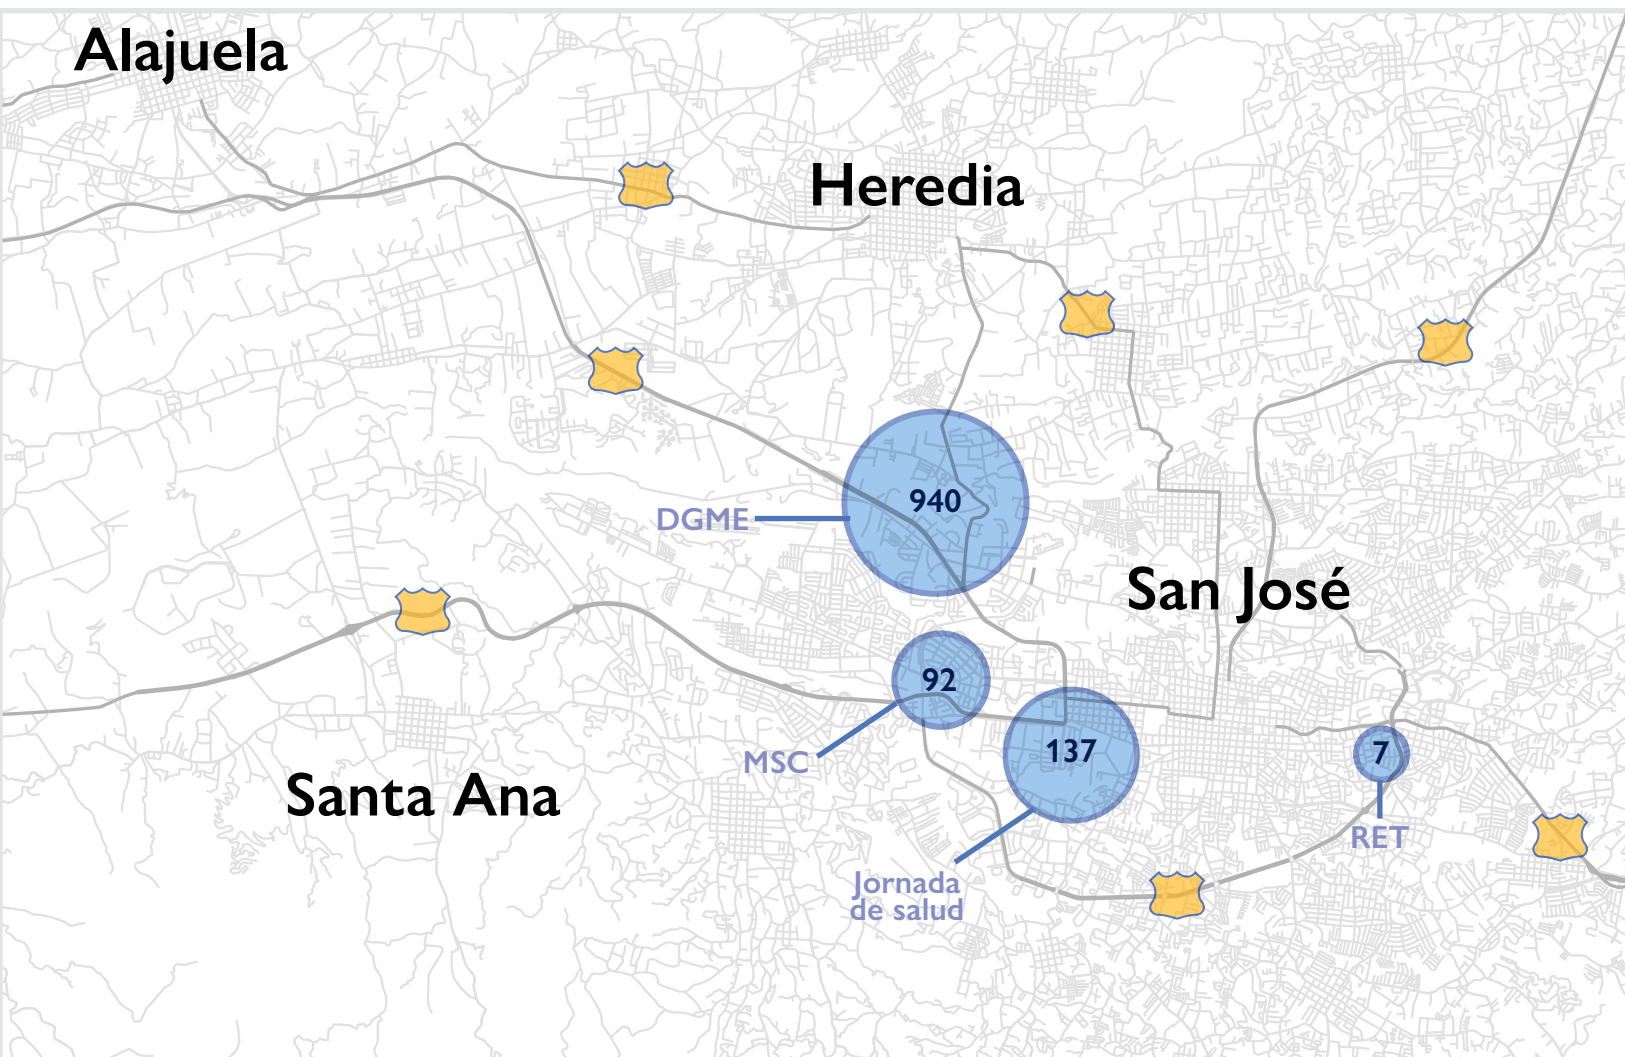 Alajuela
Heredia
940
DGME
San José
92
137
7
MSC
Santa Ana
RET
Jornada
de salud